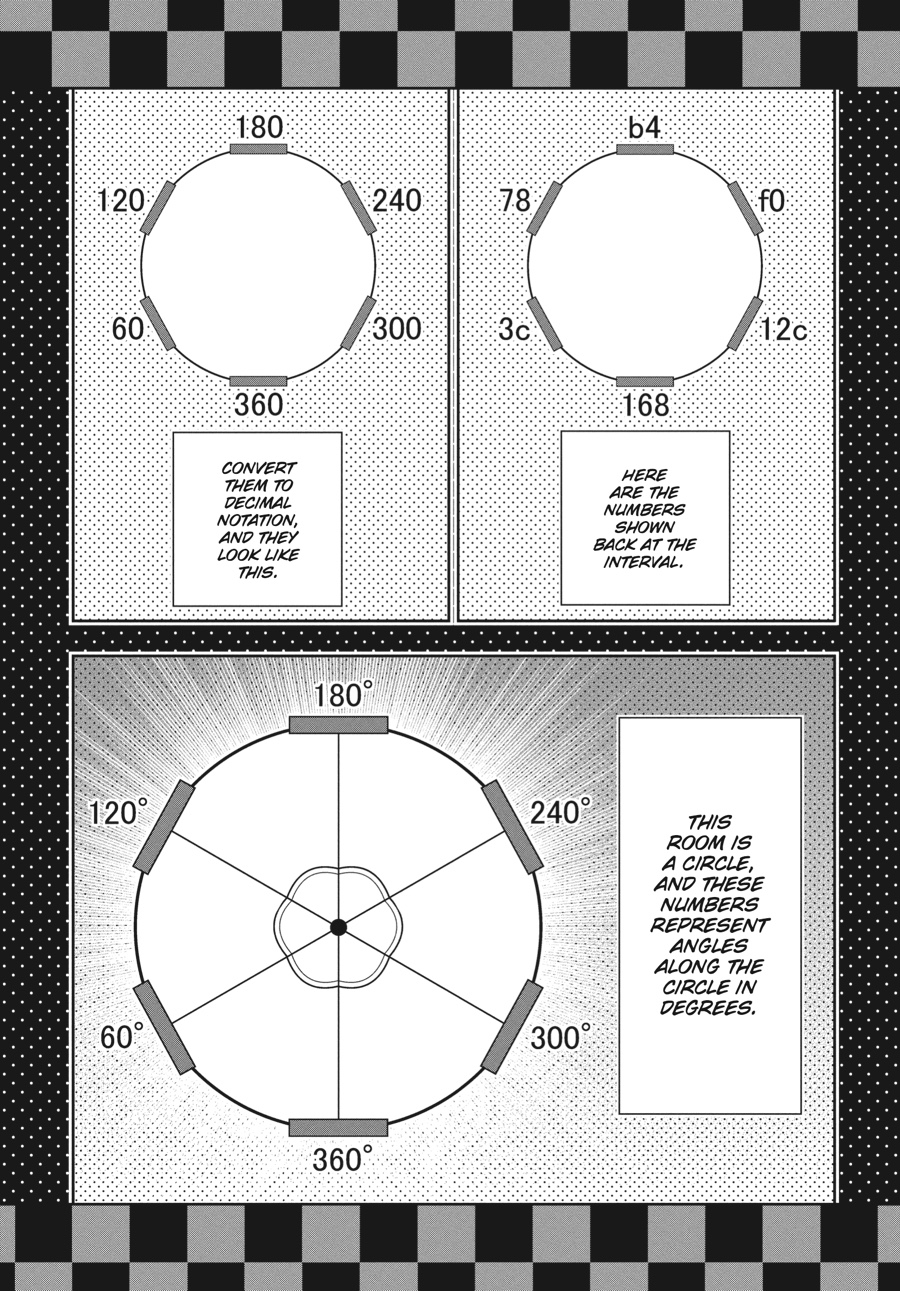 b4
78
f0
3c
12c
168
HERE
ARE THE
NUMBERS
SHOWN
BACK AT THE
INTERVAL.
180
120
240
60
300
360
CONVERT
THEM TO
DECIMAL
NOTATION,
AND THEY
LOOK LIKE
THIS.
THIS
ROOM IS
A CIRCLE,
AND THESE
NUMBERS
REPRESENT
ANGLES
ALONG THE
CIRCLE IN
DEGREES.
180°
120°
240°
60°
300°
360°